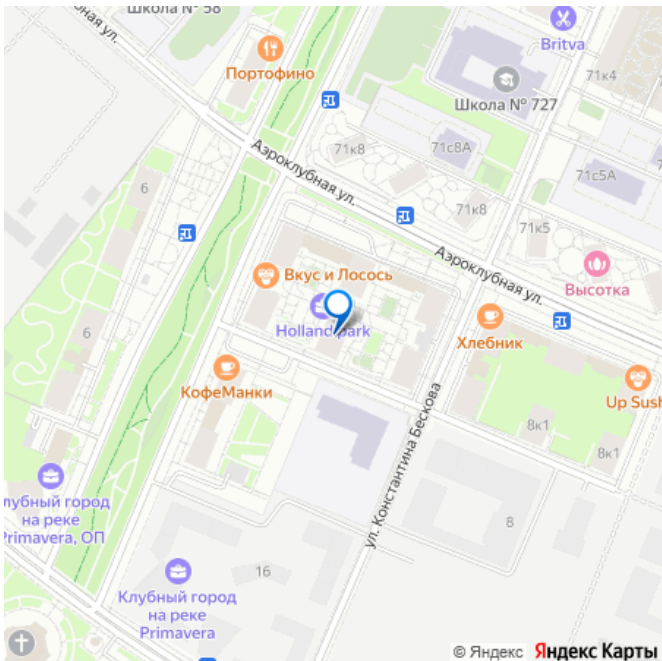 Школа № 58
Britva
Портофино
71к4
Школа № 727
Аэроклубная ул.
71к8
71с8А
71с5А
6
71к8
71к5
Аэроклубная ул.
Вкус и Лосось
Высотка
Holland park
Хлебник
6
КофеМанки
Up Sush
8к1
8к1
ул. Константина Бескова
лубный город
на реке
Primavera, ОП
8
16
Клубный город
на реке
Primavera
© Яндекс Яндекс Карты